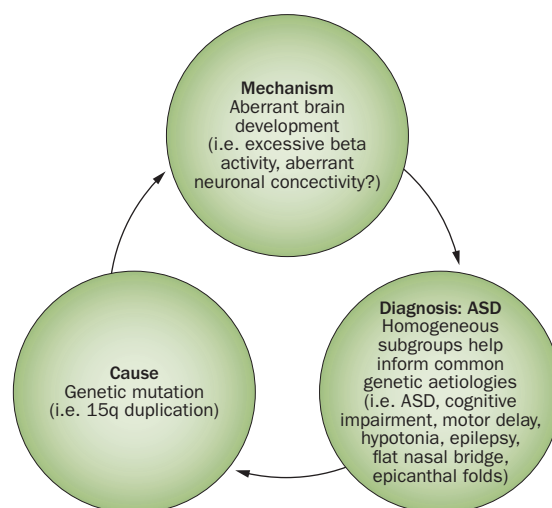 Mechanism
Aberrant brain
development
(i.e. excessive beta
activity, aberrant
neuronal concectivity?)
Diagnosis: ASD
Homogeneous
subgroups help
inform common
genetic aetiologies
(i.e. ASD, cognitive
impairment, motor delay,
hypotonia, epilepsy,
flat nasal bridge,
epicanthal folds)
Cause
Genetic mutation
(i.e. 15q duplication)